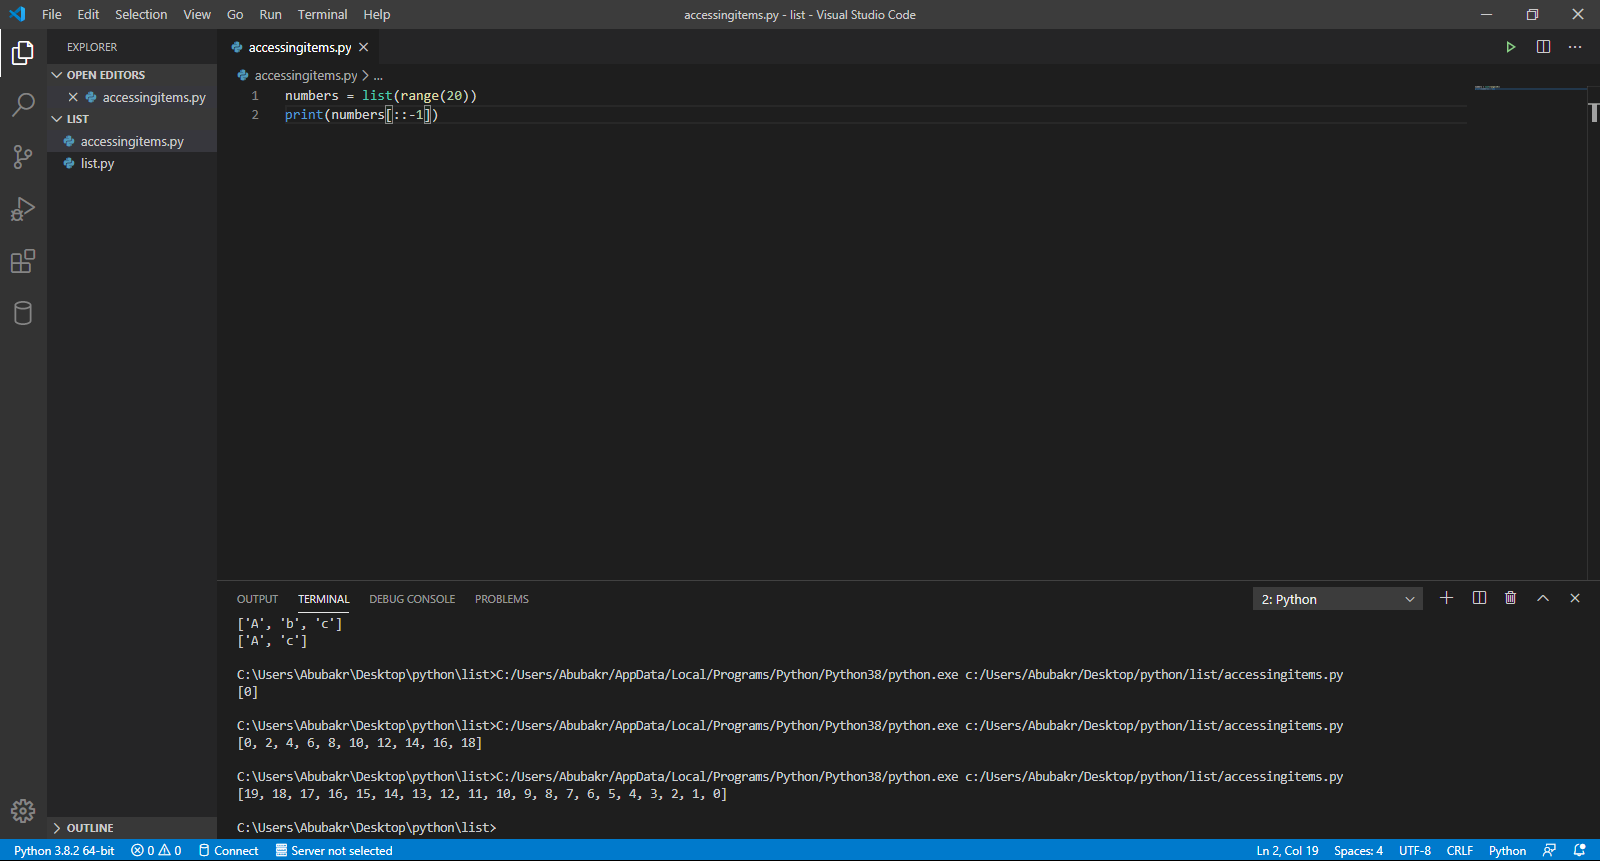 File Edit Selection View Go Run Terminal Help accessingitems.py - list - Visual Studio Code
EXPLORER
OPEN EDITORS
accessingitems.py
LIST
accessingitems.py
list.py
OUTLINE
accessingitems.py
accessingitems.py > ...
1 numbers = list(range(20))
2 print(numbers[::-1])
OUTPUT TERMINAL DEBUG CONSOLE PROBLEMS 2: Python
['A', 'b', 'c']
['A', 'c']
C:\Users\Abubakr\Desktop\python\list>C:/Users/Abubakr/AppData/Local/Programs/Python/Python38/python.exe c:/Users/Abubakr/Desktop/python/list/accessingitems.py
[0]
C:\Users\Abubakr\Desktop\python\list>C:/Users/Abubakr/AppData/Local/Programs/Python/Python38/python.exe c:/Users/Abubakr/Desktop/python/list/accessingitems.py
[0, 2, 4, 6, 8, 10, 12, 14, 16, 18]
C:\Users\Abubakr\Desktop\python\list>C:/Users/Abubakr/AppData/Local/Programs/Python/Python38/python.exe c:/Users/Abubakr/Desktop/python/list/accessingitems.py
[19, 18, 17, 16, 15, 14, 13, 12, 11, 10, 9, 8, 7, 6, 5, 4, 3, 2, 1, 0]
C:\Users\Abubakr\Desktop\python\list>
Python 3.8.2 64-bit 0 0 Connect Server not selected Ln 2, Col 19 Spaces: 4 UTF-8 CRLF Python